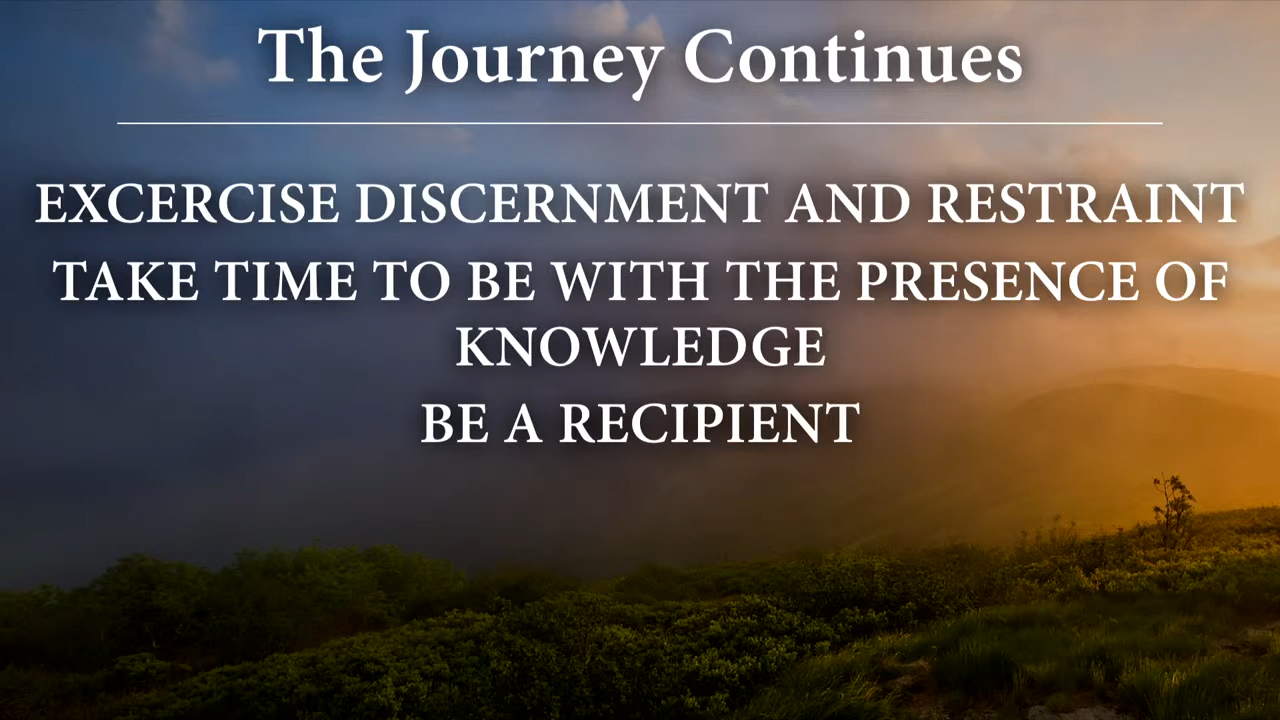 The Journey Continues
EXCERCISE DISCERNMENT AND RESTRAINT
TAKE TIME TO BE WITH THE PRESENCE OF
KNOWLEDGE
BE A RECIPIENT